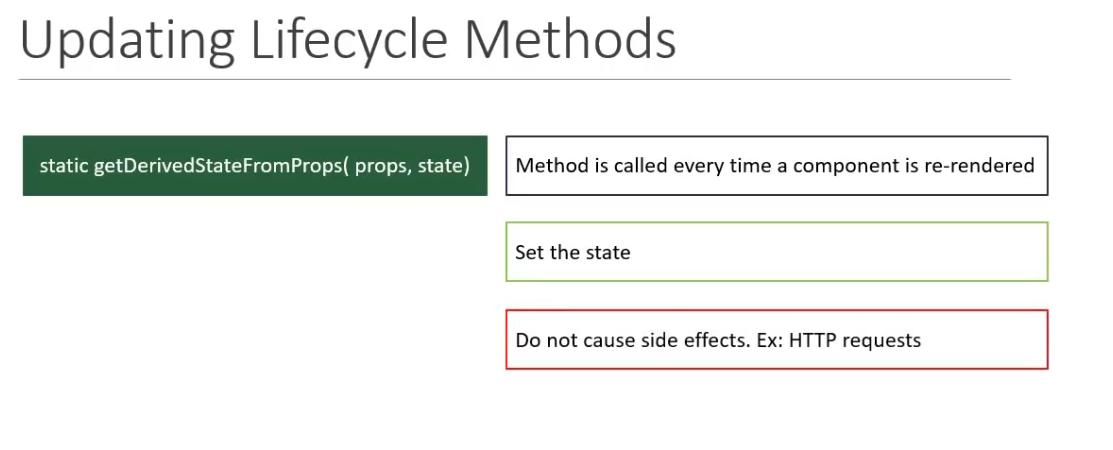 Updating Lifecycle Methods
static getDerivedStateFromProps( props, state)
Method is called every time a component is re-rendered
Set the state
Do not cause side effects. Ex: HTTP requests